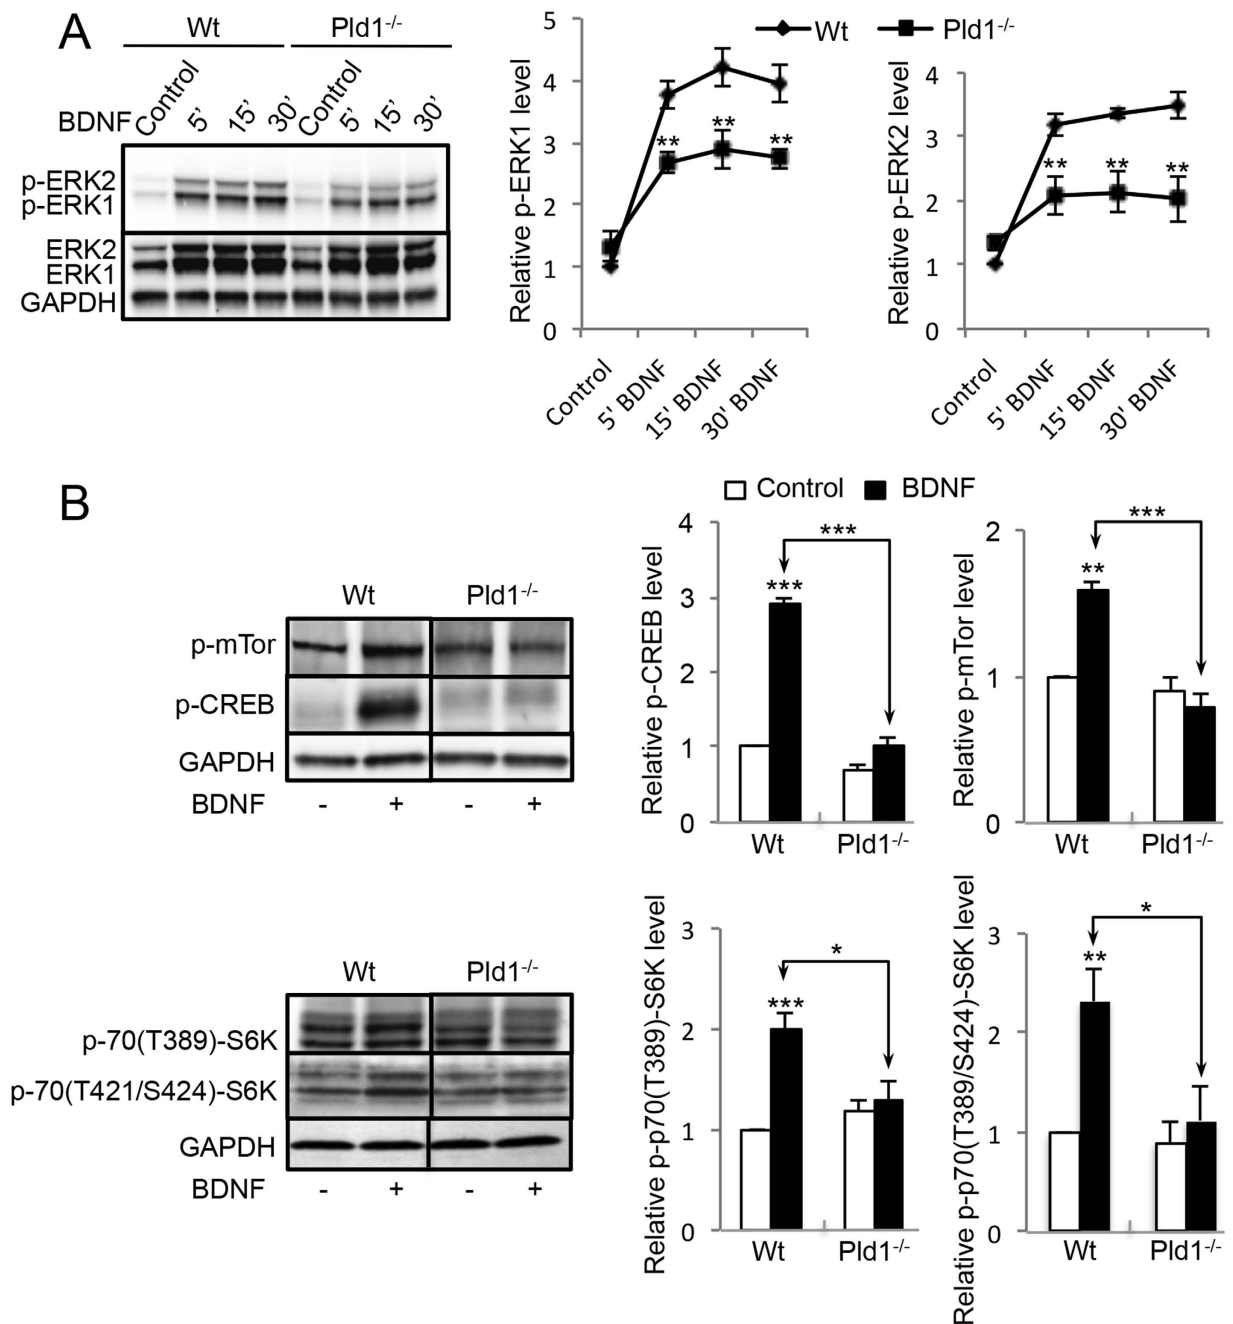 A
Wt Pld1-/-
BDNF Control 5' 15' 30' Control 5' 15' 30'
p-ERK2
p-ERK1
ERK2
ERK1
GAPDH
Wt Pld1-/-
Relative p-ERK1 level
5
4
3
2
1
0
** ** **
Control 5' BDNF 15' BDNF 30' BDNF
Relative p-ERK2 level
4
3
2
1
0
** ** **
Control 5' BDNF 15' BDNF 30' BDNF
B
Wt Pld1-/-
p-mTor
p-CREB
GAPDH
BDNF - + - +
Control BDNF
Relative p-CREB level
4
3
2
1
0
***
***
Wt Pld1-/-
Relative p-mTor level
2
1
0
***
**
Wt Pld1-/-
Wt Pld1-/-
p-70(T389)-S6K
p-70(T421/S424)-S6K
GAPDH
BDNF - + - +
Relative p-p70(T389)-S6K level
3
2
1
0
*
***
Wt Pld1-/-
Relative p-p70(T389/S424)-S6K level
3
2
1
0
*
**
Wt Pld1-/-